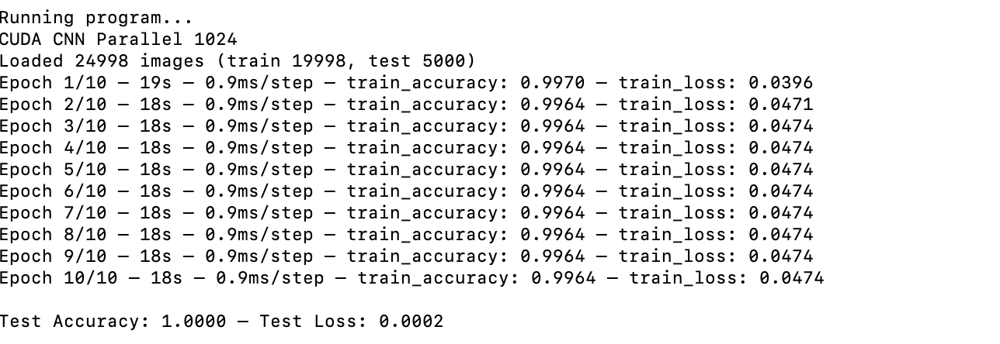 Running program...
CUDA CNN Parallel 1024
Loaded 24998 images (train 19998, test 5000)
Epoch 1/10 — 19s — 0.9ms/step — train_accuracy: 0.9970 — train_loss: 0.0396
Epoch 2/10 — 18s — 0.9ms/step — train_accuracy: 0.9964 — train_loss: 0.0471
Epoch 3/10 — 18s — 0.9ms/step — train_accuracy: 0.9964 — train_loss: 0.0474
Epoch 4/10 — 18s — 0.9ms/step — train_accuracy: 0.9964 — train_loss: 0.0474
Epoch 5/10 — 18s — 0.9ms/step — train_accuracy: 0.9964 — train_loss: 0.0474
Epoch 6/10 — 18s — 0.9ms/step — train_accuracy: 0.9964 — train_loss: 0.0474
Epoch 7/10 — 18s — 0.9ms/step — train_accuracy: 0.9964 — train_loss: 0.0474
Epoch 8/10 — 18s — 0.9ms/step — train_accuracy: 0.9964 — train_loss: 0.0474
Epoch 9/10 — 18s — 0.9ms/step — train_accuracy: 0.9964 — train_loss: 0.0474
Epoch 10/10 — 18s — 0.9ms/step — train_accuracy: 0.9964 — train_loss: 0.0474
Test Accuracy: 1.0000 — Test Loss: 0.0002